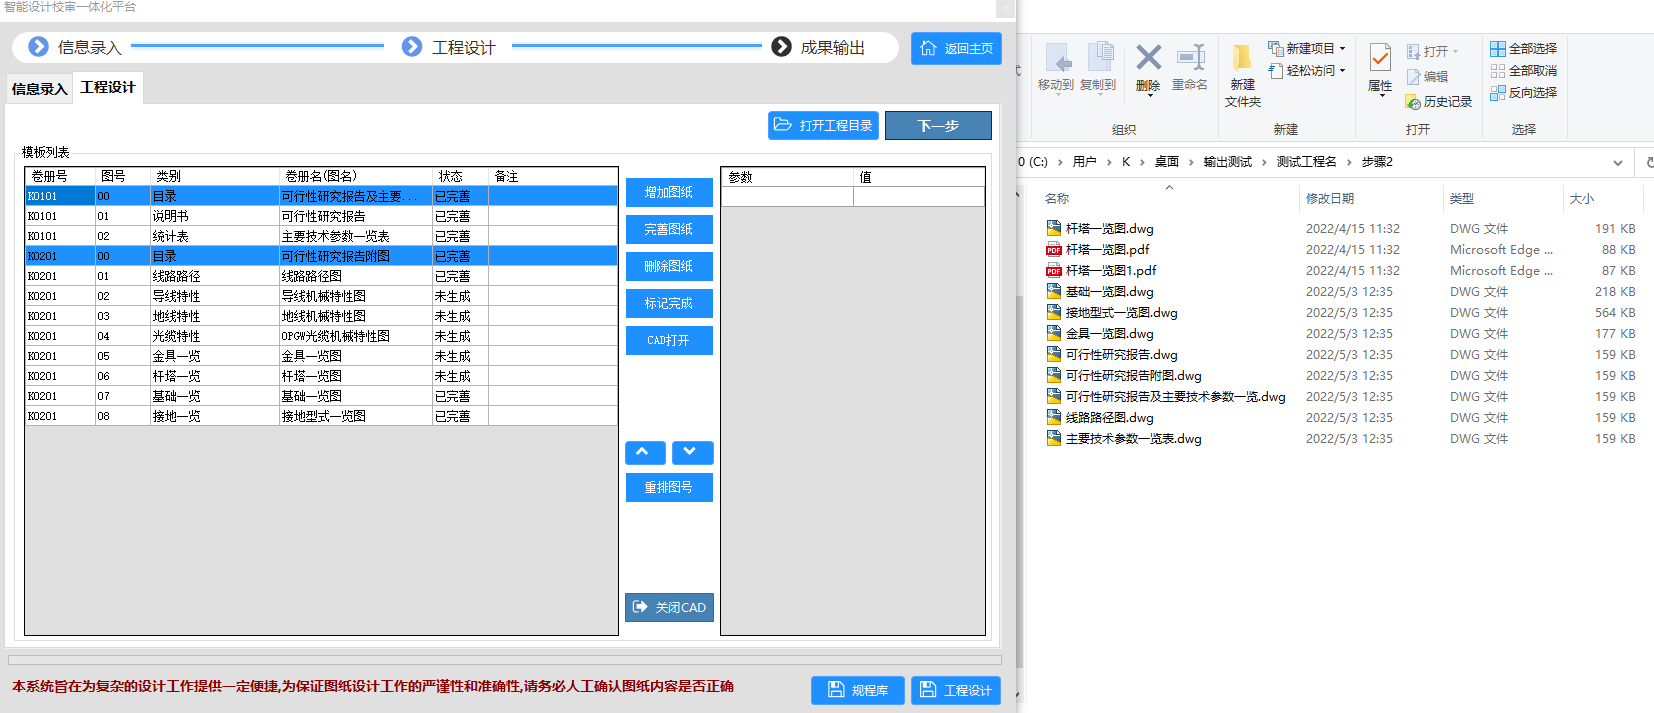 智能设计校审一体化平台
信息录入 工程设计 成果输出 返回主页
信息录入 工程设计
打开工程目录 下一步
模板列表
卷册号 图号 类别 卷册名(图名) 状态 备注
K0101 00 目录 可行性研究报告及主要... 已完善
K0101 01 说明书 可行性研究报告 已完善
K0101 02 统计表 主要技术参数一览表 已完善
K0201 00 目录 可行性研究报告附图 已完善
K0201 01 线路路径 线路路径图 已完善
K0201 02 导线特性 导线机械特性图 未生成
K0201 03 地线特性 地线机械特性图 未生成
K0201 04 光缆特性 OPGW光缆机械特性图 未生成
K0201 05 金具一览 金具一览图 未生成
K0201 06 杆塔一览 杆塔一览图 未生成
K0201 07 基础一览 基础一览图 已完善
K0201 08 接地一览 接地型式一览图 已完善
增加图纸
完善图纸
删除图纸
标记完成
CAD打开
重排图号
关闭CAD
参数 值
本系统旨在为复杂的设计工作提供一定便捷,为保证图纸设计工作的严谨性和准确性,请务必人工确认图纸内容是否正确
规程库 工程设计
移动到 复制到 删除 重命名
组织
新建
文件夹
新建项目
轻松访问
新建
属性
打开
编辑
历史记录
打开
全部选择
全部取消
反向选择
选择
0 (C:) › 用户 › K › 桌面 › 输出测试 › 测试工程名 › 步骤2
名称 修改日期 类型 大小
杆塔一览图.dwg 2022/4/15 11:32 DWG 文件 191 KB
杆塔一览图.pdf 2022/4/15 11:32 Microsoft Edge ... 88 KB
杆塔一览图1.pdf 2022/4/15 11:32 Microsoft Edge ... 87 KB
基础一览图.dwg 2022/5/3 12:35 DWG 文件 218 KB
接地型式一览图.dwg 2022/5/3 12:35 DWG 文件 564 KB
金具一览图.dwg 2022/5/3 12:35 DWG 文件 177 KB
可行性研究报告.dwg 2022/5/3 12:35 DWG 文件 159 KB
可行性研究报告附图.dwg 2022/5/3 12:35 DWG 文件 159 KB
可行性研究报告及主要技术参数一览.dwg 2022/5/3 12:35 DWG 文件 159 KB
线路路径图.dwg 2022/5/3 12:35 DWG 文件 159 KB
主要技术参数一览表.dwg 2022/5/3 12:35 DWG 文件 159 KB